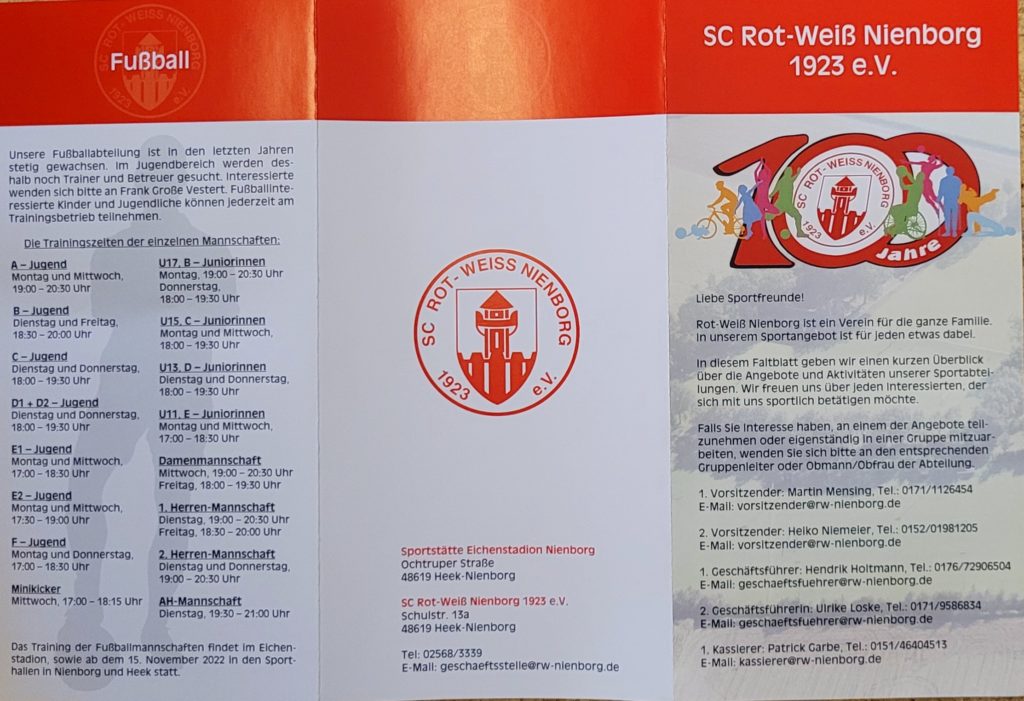 SC ROT-WEISS NIENBORG
1923 e.V.
Fußball
Unsere Fußballabteilung ist in den letzten Jahren
stetig gewachsen. Im Jugendbereich werden des-
halb noch Trainer und Betreuer gesucht. Interessierte
wenden sich bitte an Frank Große Vestert. Fußballinte-
ressierte Kinder und Jugendliche können jederzeit am
Trainingsbetrieb teilnehmen.
Die Trainingszeiten der einzelnen Mannschaften:
A – Jugend
Montag und Mittwoch,
19:00 – 20:30 Uhr
B – Jugend
Dienstag und Freitag,
18:30 – 20:00 Uhr
C – Jugend
Dienstag und Donnerstag,
18:00 – 19:30 Uhr
D1 + D2 – Jugend
Dienstag und Donnerstag,
18:00 – 19:30 Uhr
E1 – Jugend
Montag und Mittwoch,
17:00 – 18:30 Uhr
E2 – Jugend
Montag und Mittwoch,
17:30 – 19:00 Uhr
F – Jugend
Montag und Donnerstag,
17:00 – 18:30 Uhr
Minikicker
Mittwoch, 17:00 – 18:15 Uhr
U17, B – Juniorinnen
Montag, 19:00 – 20:30 Uhr
Donnerstag,
18:00 – 19:30 Uhr
U15, C – Juniorinnen
Montag und Mittwoch,
18:00 – 19:30 Uhr
U13, D – Juniorinnen
Dienstag und Donnerstag,
18:00 – 19:30 Uhr
U11, E – Juniorinnen
Montag und Mittwoch,
17:00 – 18:30 Uhr
Damenmannschaft
Mittwoch, 19:00 – 20:30 Uhr
Freitag, 18:00 – 19:30 Uhr
1. Herren-Mannschaft
Dienstag, 19:00 – 20:30 Uhr
Freitag, 18:30 – 20:00 Uhr
2. Herren-Mannschaft
Dienstag und Donnerstag,
19:00 – 20:30 Uhr
AH-Mannschaft
Dienstag, 19:30 – 21:00 Uhr
Das Training der Fußballmannschaften findet im Eichen-
stadion, sowie ab dem 15. November 2022 in den Sport-
hallen in Nienborg und Heek statt.
SC ROT-WEISS NIENBORG
1923 e.V.
Sportstätte Eichenstadion Nienborg
Ochtruper Straße
48619 Heek-Nienborg
SC Rot-Weiß Nienborg 1923 e.V.
Schulstr. 13a
48619 Heek-Nienborg
Tel: 02568/3339
E-Mail: geschaeftsstelle@rw-nienborg.de
SC Rot-Weiß Nienborg
1923 e.V.
100
SC ROT-WEISS NIENBORG
1923 e.V.
Jahre
Liebe Sportfreunde!
Rot-Weiß Nienborg ist ein Verein für die ganze Familie.
In unserem Sportangebot ist für jeden etwas dabei.
In diesem Faltblatt geben wir einen kurzen Überblick
über die Angebote und Aktivitäten unserer Sportabtei-
lungen. Wir freuen uns über jeden Interessierten, der
sich mit uns sportlich betätigen möchte.
Falls Sie Interesse haben, an einem der Angebote teil-
zunehmen oder eigenständig in einer Gruppe mitzuar-
beiten, wenden Sie sich bitte an den entsprechenden
Gruppenleiter oder Obmann/Obfrau der Abteilung.
1. Vorsitzender: Martin Mensing, Tel.: 0171/1126454
E-Mail: vorsitzender@rw-nienborg.de
2. Vorsitzender: Heiko Niemeier, Tel.: 0152/01981205
E-Mail: vorsitzender@rw-nienborg.de
1. Geschäftsführer: Hendrik Holtmann, Tel.: 0176/72906504
E-Mail: geschaeftsfuehrer@rw-nienborg.de
2. Geschäftsführerin: Ulrike Loske, Tel.: 0171/9586834
E-Mail: geschaeftsfuehrer@rw-nienborg.de
1. Kassierer: Patrick Garbe, Tel.: 0151/46404513
E-Mail: kassierer@rw-nienborg.de